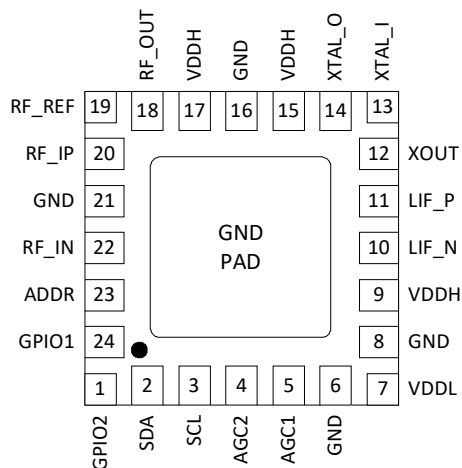 RF_OUT
VDDH
GND
VDDH
XTAL_O
XTAL_I
RF_REF 19 18 17 16 15 14 13
RF_IP 20 12 XOUT
GND 21 11 LIF_P
RF_IN 22 10 LIF_N
GND
PAD
ADDR 23 9 VDDH
GPIO1 24 8 GND
1 2 3 4 5 6 7 VDDL
GPIO2
SDA
SCL
AGC2
AGC1
GND